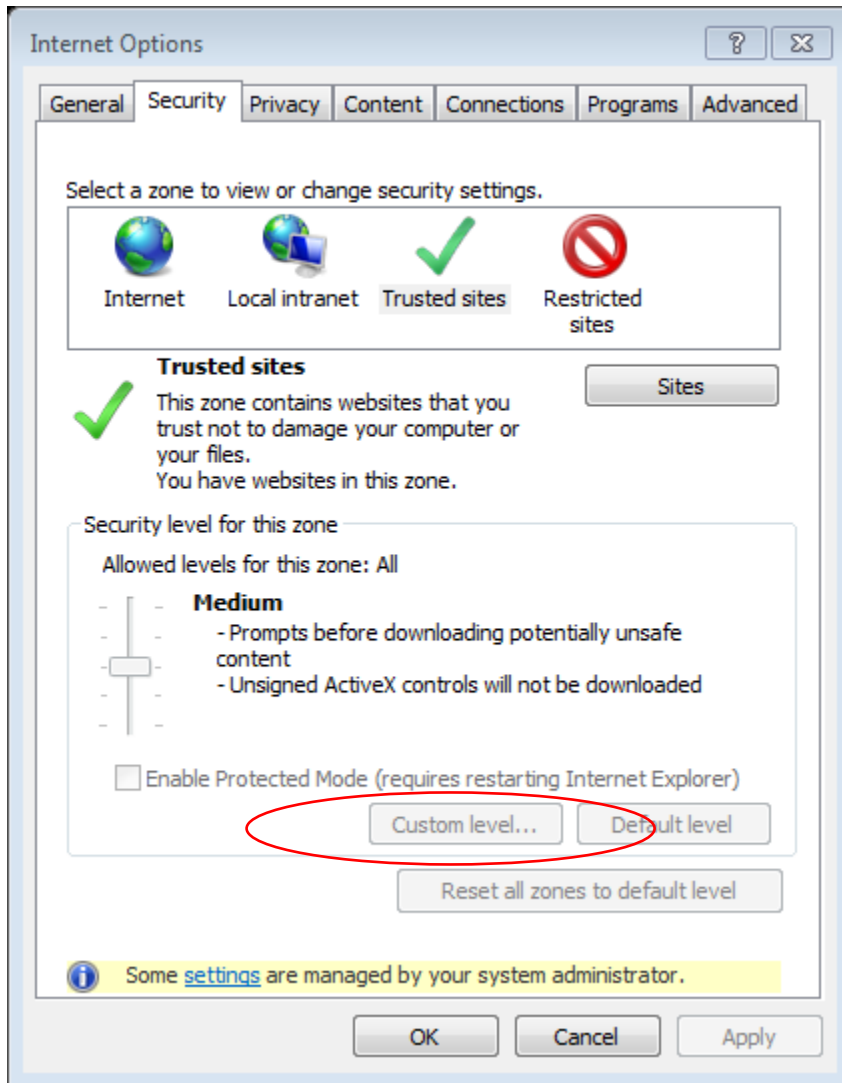 Internet Options
General Security Privacy Content Connections Programs Advanced
Select a zone to view or change security settings.
Internet Local intranet Trusted sites Restricted
sites
Trusted sites
Sites
This zone contains websites that you
trust not to damage your computer or
your files.
You have websites in this zone.
Security level for this zone
Allowed levels for this zone: All
Medium
- Prompts before downloading potentially unsafe
content
- Unsigned ActiveX controls will not be downloaded
Enable Protected Mode (requires restarting Internet Explorer)
Custom level... Default level
Reset all zones to default level
Some settings are managed by your system administrator.
OK Cancel Apply